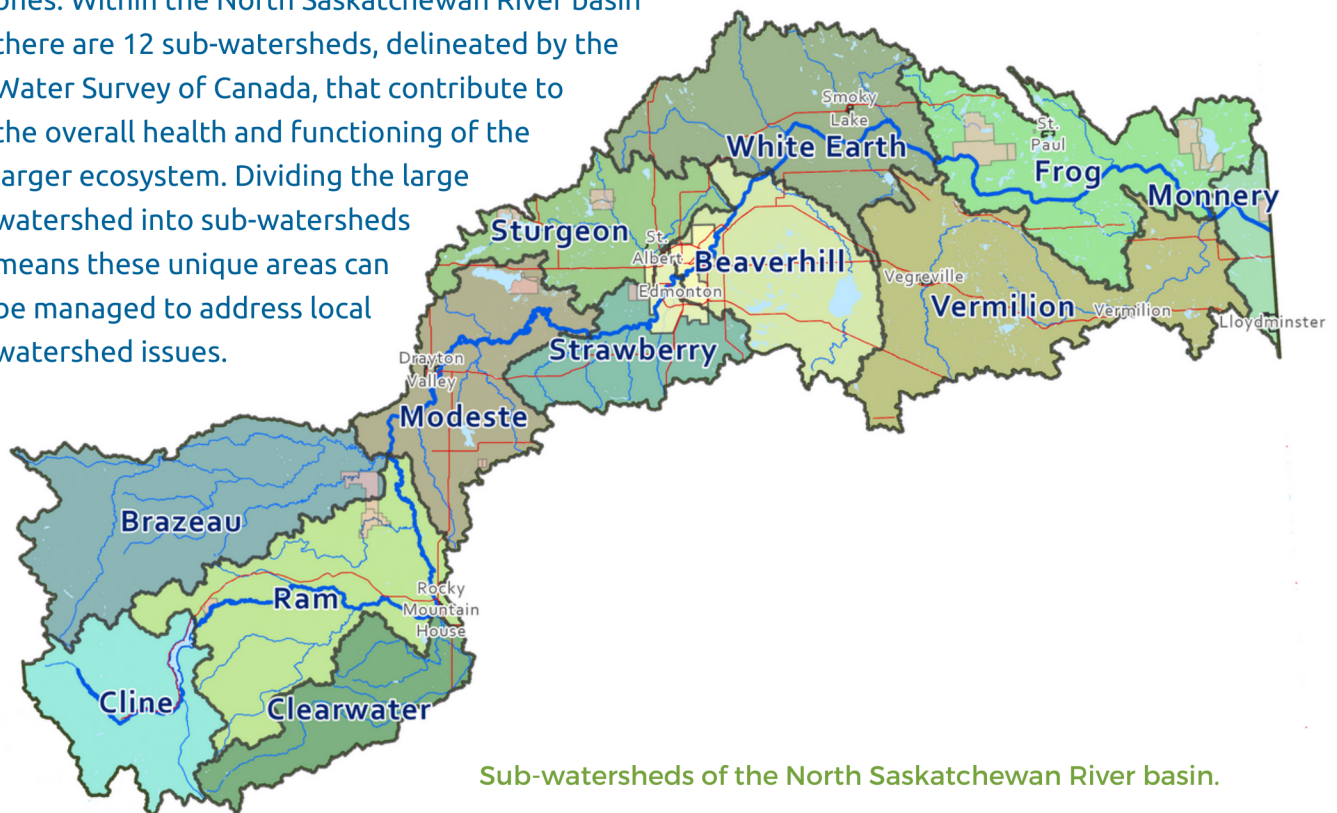 Within the North Saskatchewan River basin
there are 12 sub-watersheds, delineated by the
Water Survey of Canada, that contribute to
the overall health and functioning of the
larger ecosystem. Dividing the large
watershed into sub-watersheds
means these unique areas can
be managed to address local
watershed issues.
Smoky
Lake
White Earth
St.
Paul
Frog
Monnery
Sturgeon
St.
Albert
Beaverhill
Edmonton
Vegreville
Vermilion
Vermilion
Lloydminster
Strawberry
Drayton
Valley
Modeste
Brazeau
Ram
Rocky
Mountain
House
Cline
Clearwater
Sub-watersheds of the North Saskatchewan River basin.